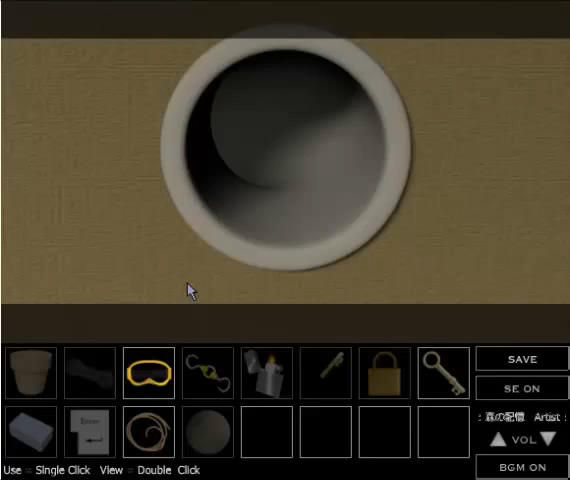 SAVE
SE ON
: 森の記憶 Artist :
VOL
Enter
Use = Single Click View = Double Click
BGM ON